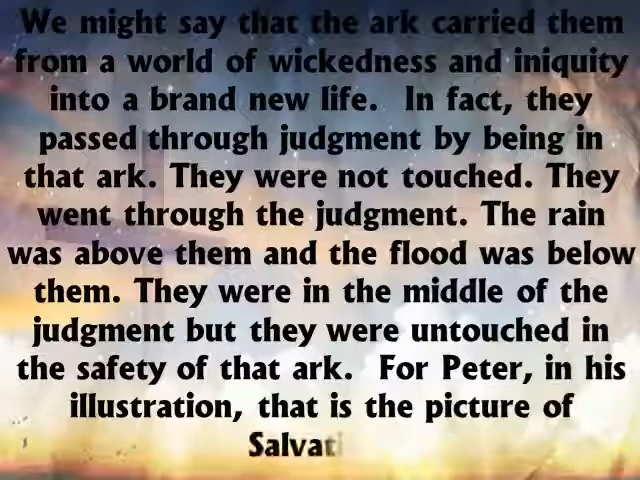 We might say that the ark carried them
from a world of wickedness and iniquity
into a brand new life.  In fact, they
passed through judgment by being in
that ark. They were not touched. They
went through the judgment. The rain
was above them and the flood was below
them. They were in the middle of the
judgment but they were untouched in
the safety of that ark.  For Peter, in his
illustration, that is the picture of
Salvati